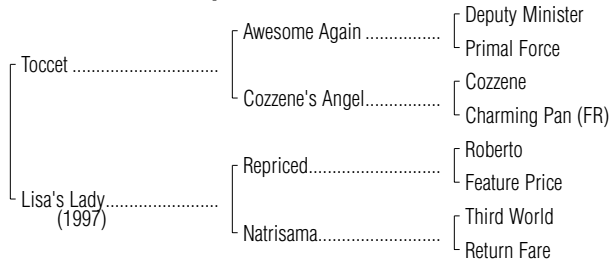 Deputy Minister
Awesome Again ................
Primal Force
Toccet ...............................
Cozzene
Cozzene's Angel................
Charming Pan (FR)
Roberto
Repriced............................
Feature Price
Lisa's Lady........................
(1997)
Third World
Natrisama..........................
Return Fare